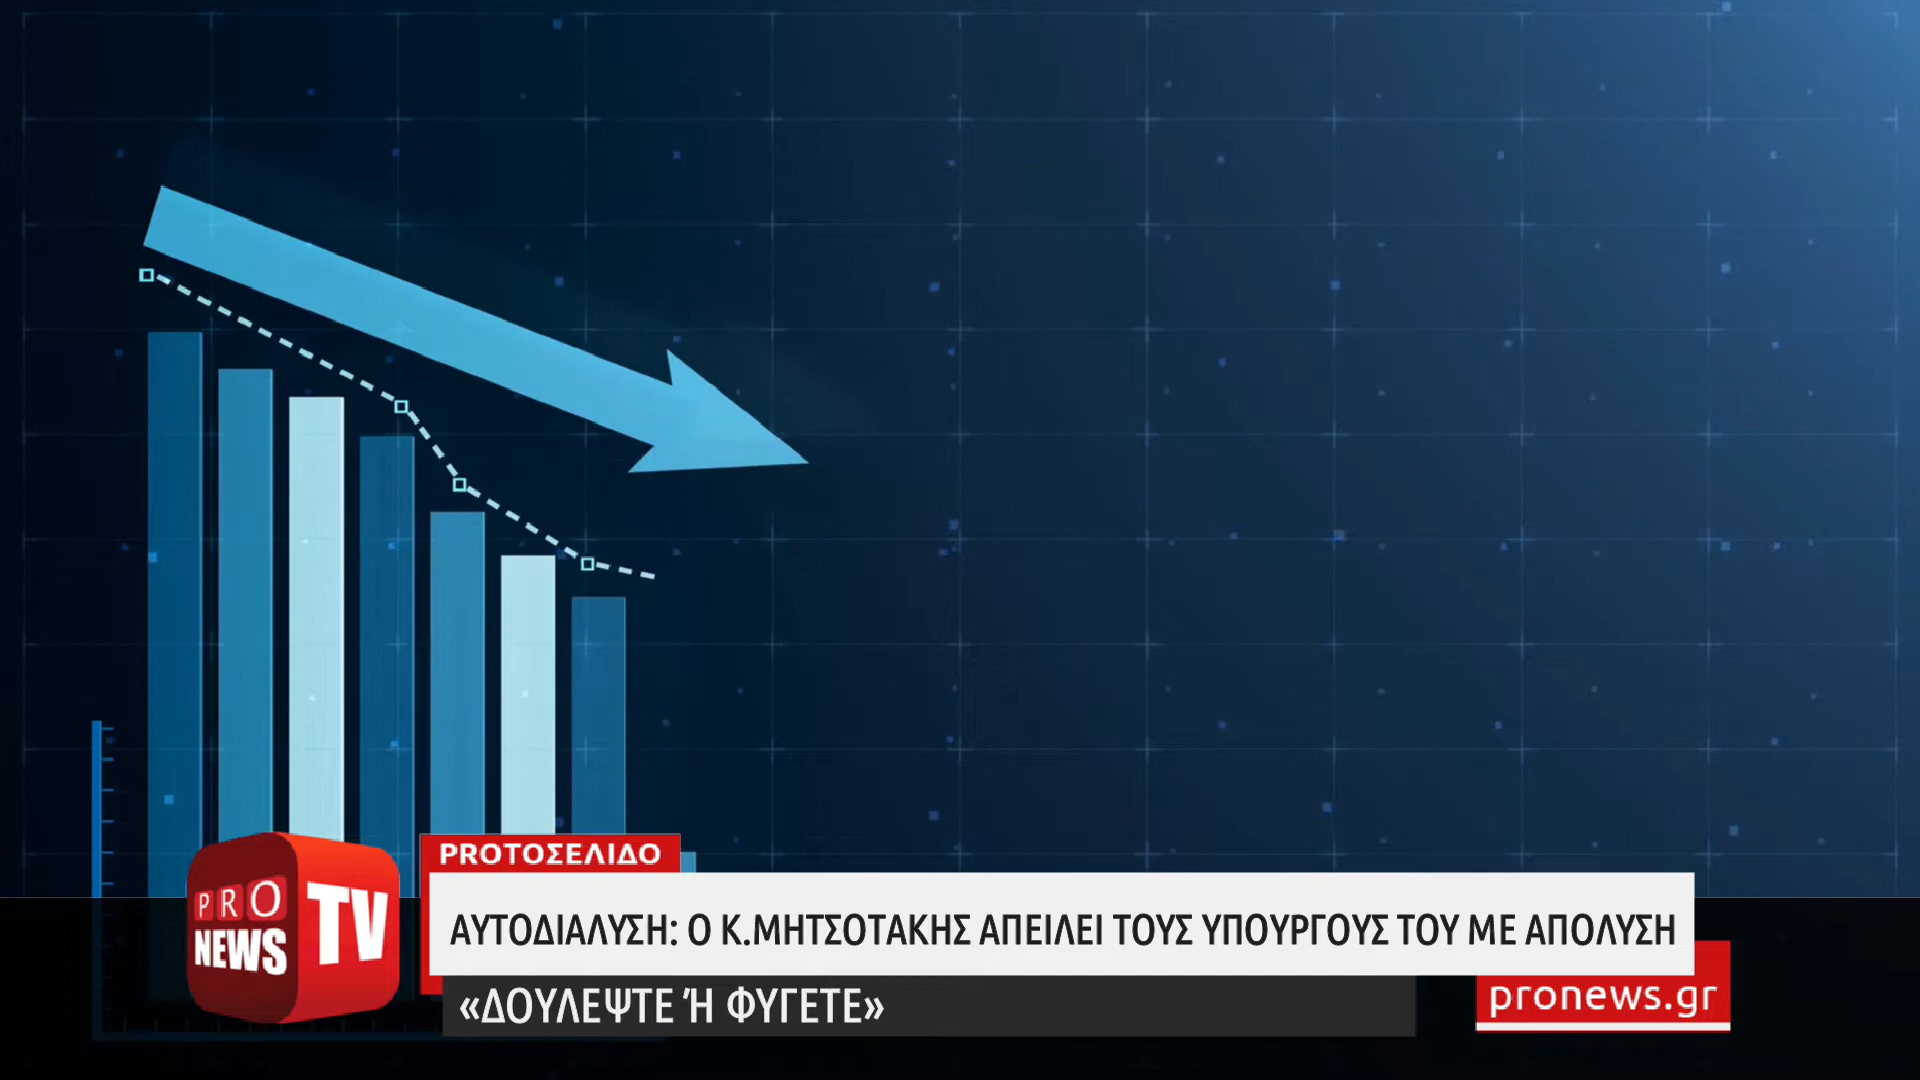 PROTOΣΕΛΙΔΟ
PRO
NEWS
TV
ΑΥΤΟΔΙΑΛΥΣΗ: Ο Κ.ΜΗΤΣΟΤΑΚΗΣ ΑΠΕΙΛΕΙ ΤΟΥΣ ΥΠΟΥΡΓΟΥΣ ΤΟΥ ΜΕ ΑΠΟΛΥΣΗ
«ΔΟΥΛΕΨΤΕ Ή ΦΥΓΕΤΕ»
pronews.gr